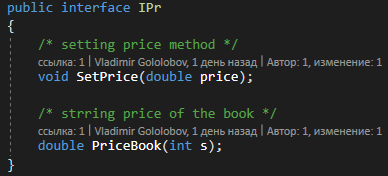 public interface IPr
{
/* setting price method */
ссылка: 1 | Vladimir Gololobov, 1 день назад | Автор: 1, изменение: 1
void SetPrice(double price);
/* strring price of the book */
ссылка: 1 | Vladimir Gololobov, 1 день назад | Автор: 1, изменение: 1
double PriceBook(int s);
}